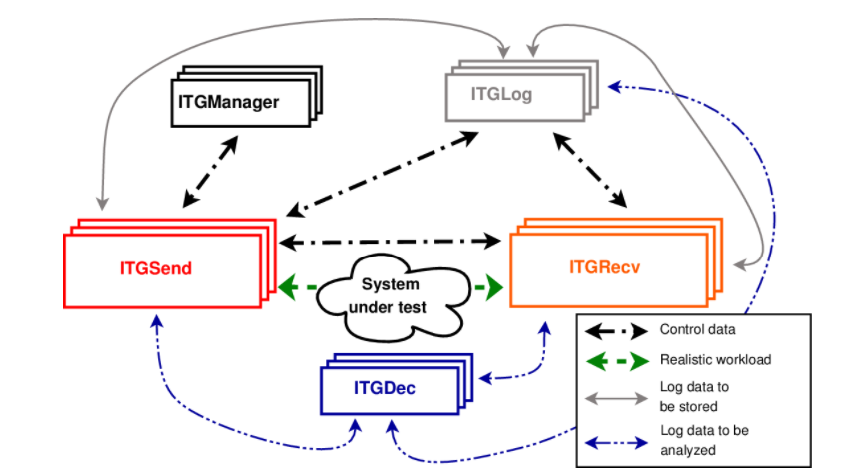 ITGManager
ITGLog
ITGSend
ITGRecv
System
under test
ITGDec
Control data
Realistic workload
Log data to
be stored
Log data to be
analyzed